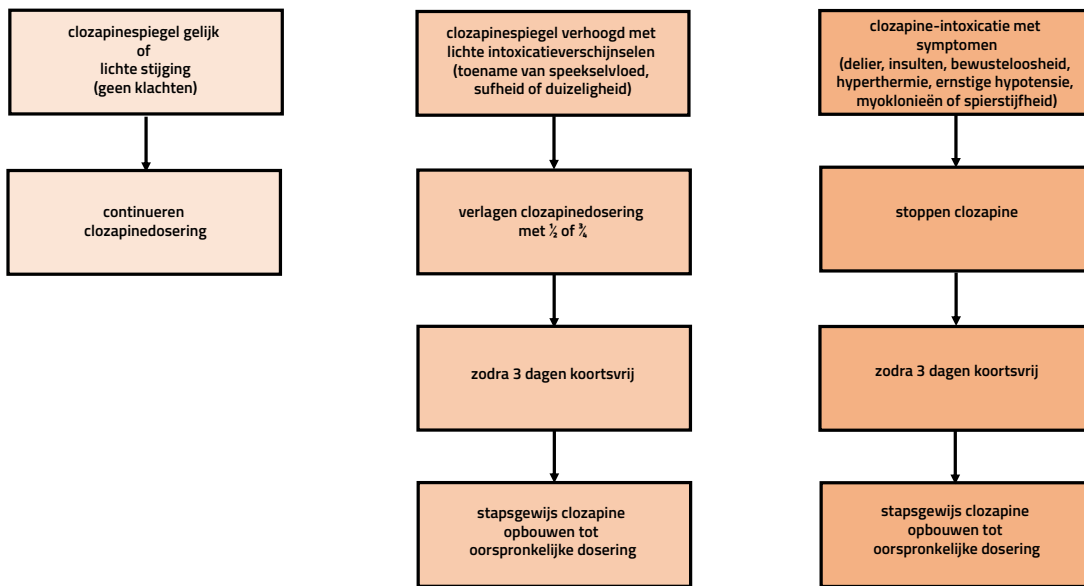 clozapinespiegel gelijk
of
lichte stijging
(geen klachten)
continueren
clozapinedosering
clozapinespiegel verhoogd met
lichte intoxicatieverschijnselen
(toename van speekselvloed,
sufheid of duizeligheid)
verlagen clozapinedosering
met ½ of ¾
zodra 3 dagen koortsvrij
stapsgewijs clozapine
opbouwen tot
oorspronkelijke dosering
clozapine-intoxicatie met
symptomen
(delier, insulten, bewusteloosheid,
hyperthermie, ernstige hypotensie,
myoklonieën of spierstijfheid)
stoppen clozapine
zodra 3 dagen koortsvrij
stapsgewijs clozapine
opbouwen tot
oorspronkelijke dosering